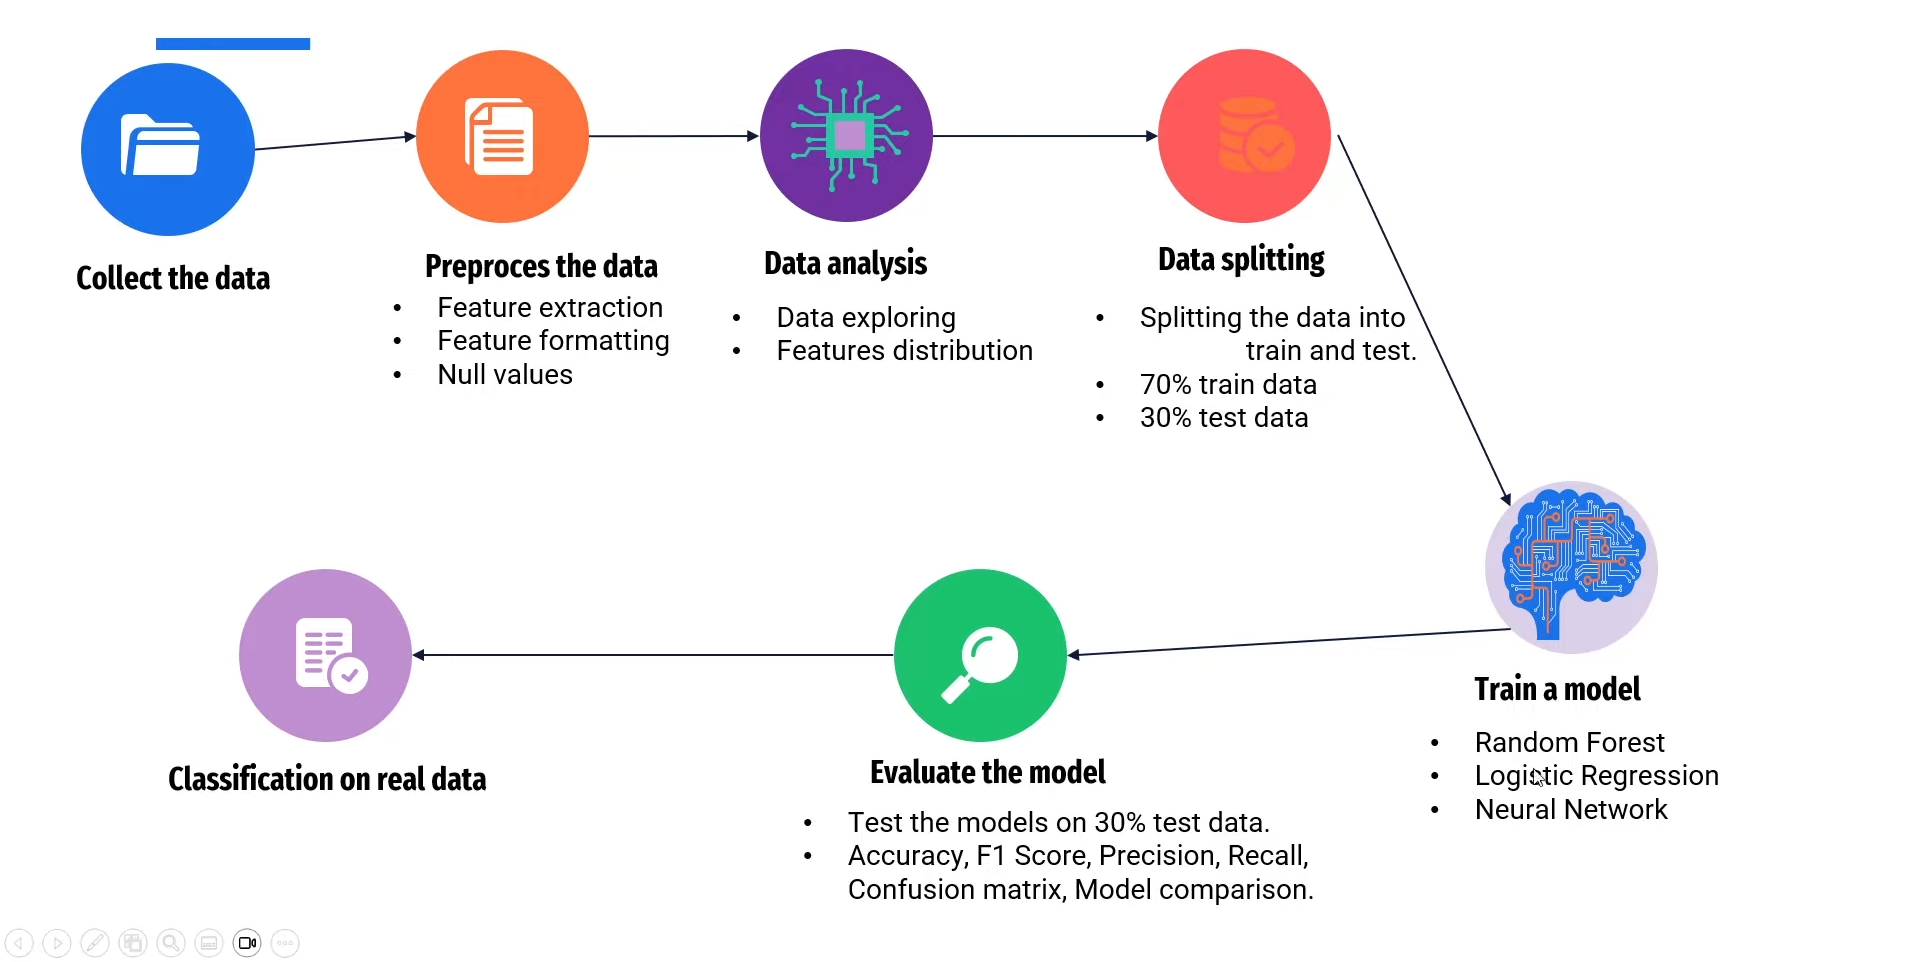 Collect the data
Preproces the data
• Feature extraction
• Feature formatting
• Null values
Data analysis
• Data exploring
• Features distribution
Data splitting
• Splitting the data into
train and test.
• 70% train data
• 30% test data
Train a model
• Random Forest
• Logistic Regression
• Neural Network
Evaluate the model
• Test the models on 30% test data.
• Accuracy, F1 Score, Precision, Recall,
Confusion matrix, Model comparison.
Classification on real data